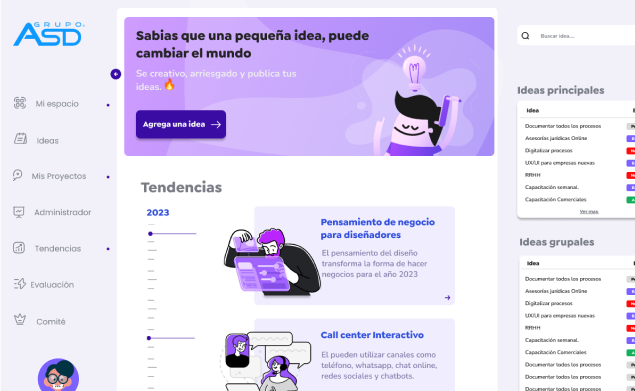 GRUPO
ASD
Mi espacio
Ideas
Mis Proyectos
Administrador
Tendencias
Evaluación
Comité
Sabias que una pequeña idea, puede
cambiar el mundo
Se creativo, arriesgado y publica tus
ideas.🔥
Agrega una idea →
Tendencias
2023
Pensamiento de negocio
para diseñadores
El pensamiento del diseño
transforma la forma de hacer
negocios para el año 2023
Call center Interactivo
El pueden utilizar canales como
teléfono, whatsapp, chat online,
redes sociales y chatbots.
Buscar idea...
Ideas principales
Idea
Documentar todos los procesos
Asesorías jurídicas Online
Digitalizar procesos
UX/UI para empresas nuevas
RRHH
Capacitación semanal.
Capacitación Comerciales
Ver mas
Ideas grupales
Idea
Documentar todos los procesos
Asesorías jurídicas Online
Digitalizar procesos
UX/UI para empresas nuevas
RRHH
Capacitación semanal.
Capacitación Comerciales
Documentar todos los procesos
Documentar todos los procesos
Documentar todos los procesos